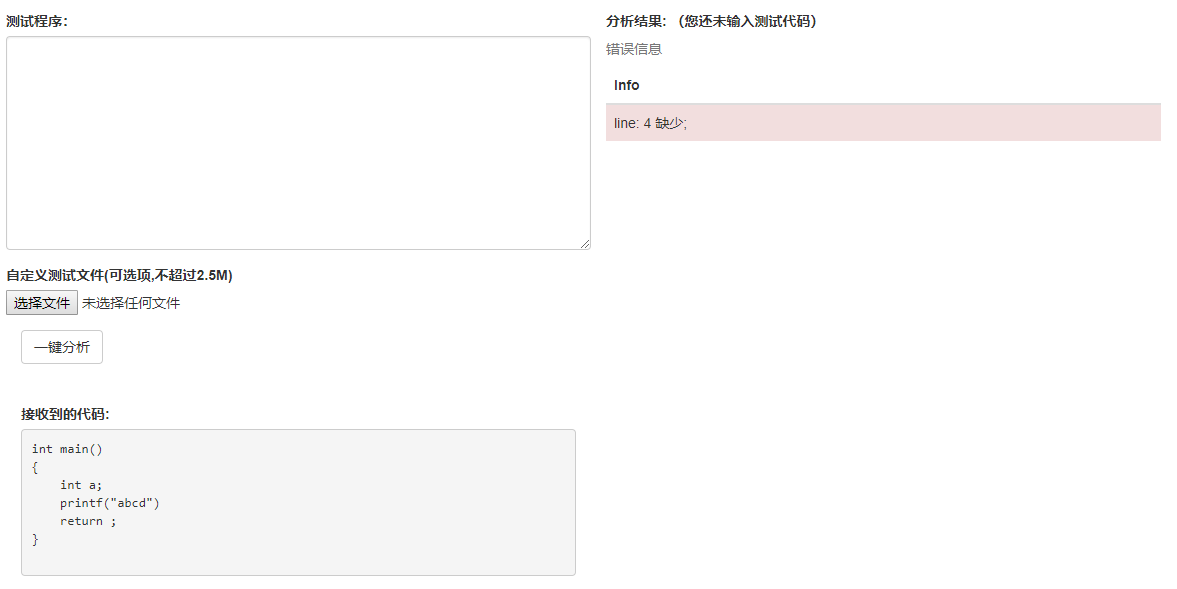 测试程序:
自定义测试文件(可选项,不超过2.5M)
选择文件 未选择任何文件
一键分析
接收到的代码:
int main()
{
    int a;
    printf("abcd")
    return ;
}
分析结果: (您还未输入测试代码)
错误信息
Info
line: 4 缺少;